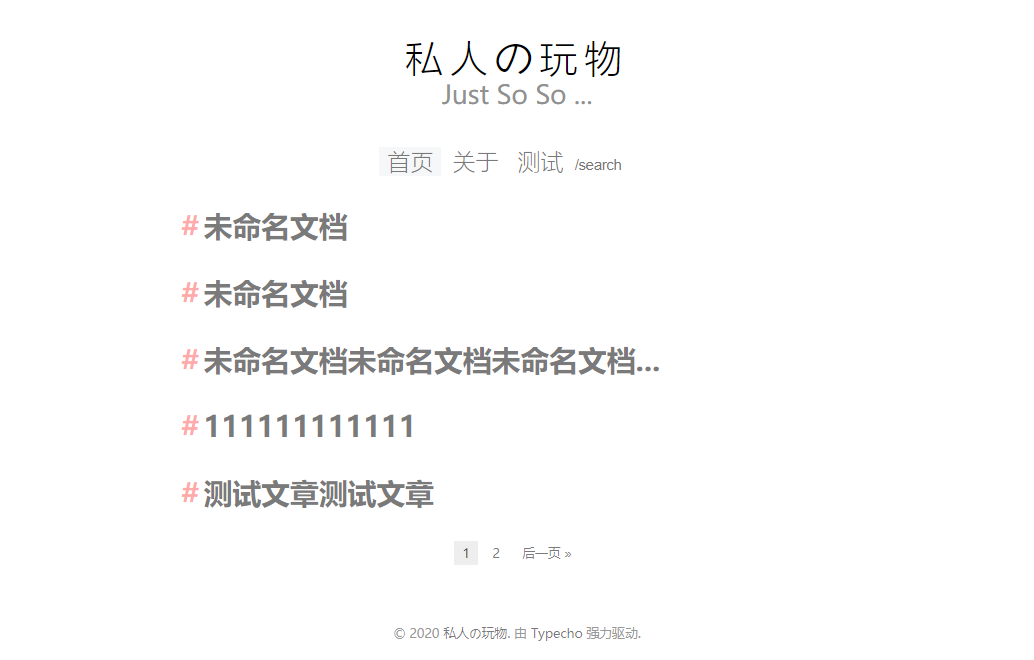 私人の玩物
Just So So ...
首页 关于 测试 /search
# 未命名文档
# 未命名文档
# 未命名文档未命名文档未命名文档...
# 111111111111
# 测试文章测试文章
1 2 后一页 »
© 2020 私人の玩物. 由 Typecho 强力驱动.